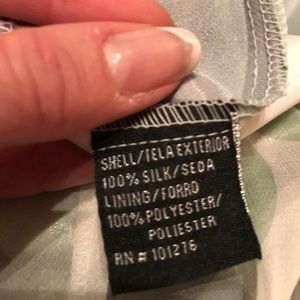 SHELL/TELA EXTERIOR
100% SILK/SEDA
LINING/FORRO
100% POLYESTER/
POLIESTER
RN # 101216